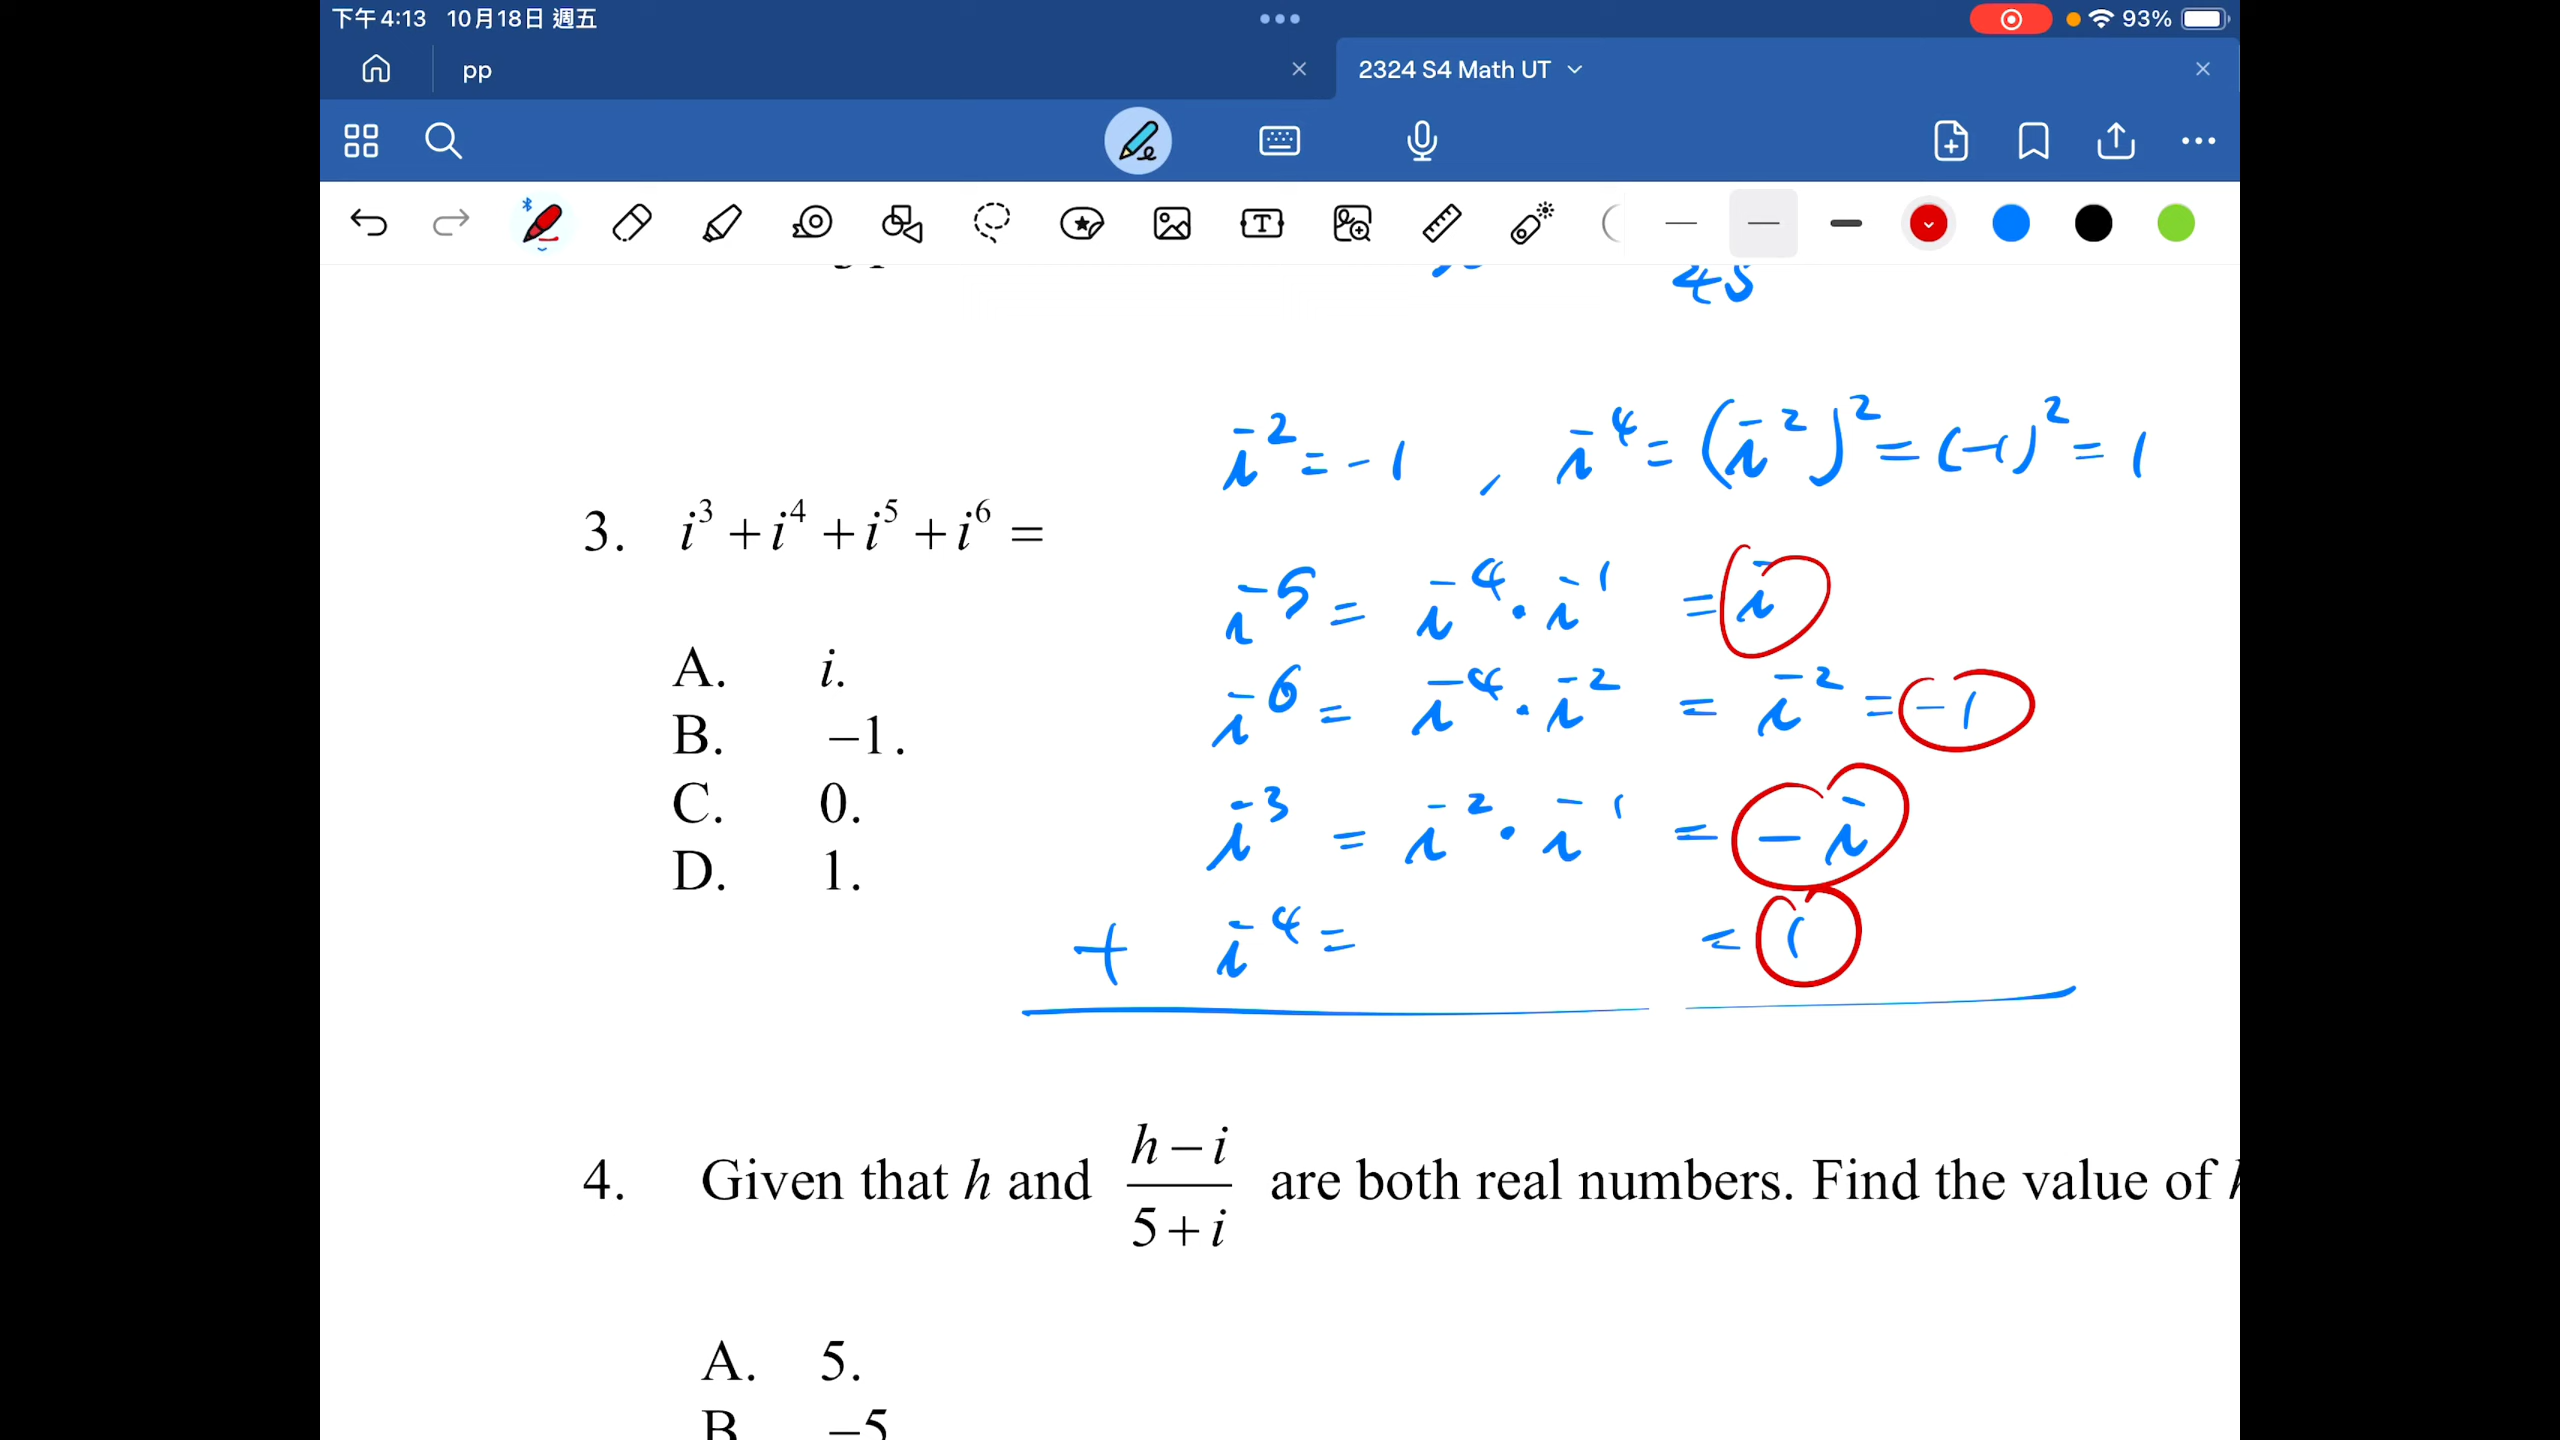 下午4:13 10月18日 週五 93%
pp 2324 S4 Math UT
45
i² = -1 , i⁴ = (i²)² = (-1)² = 1
3. i³ + i⁴ + i⁵ + i⁶ =
i⁵ = i⁴ · i¹ = i
A. i.
i⁶ = i⁴ · i² = i² = -1
B. −1.
C. 0.
i³ = i² · i¹ = -i
D. 1.
+ i⁴ = = 1
4. Given that h and (h − i)/(5 + i) are both real numbers. Find the value of
A. 5.
B −5